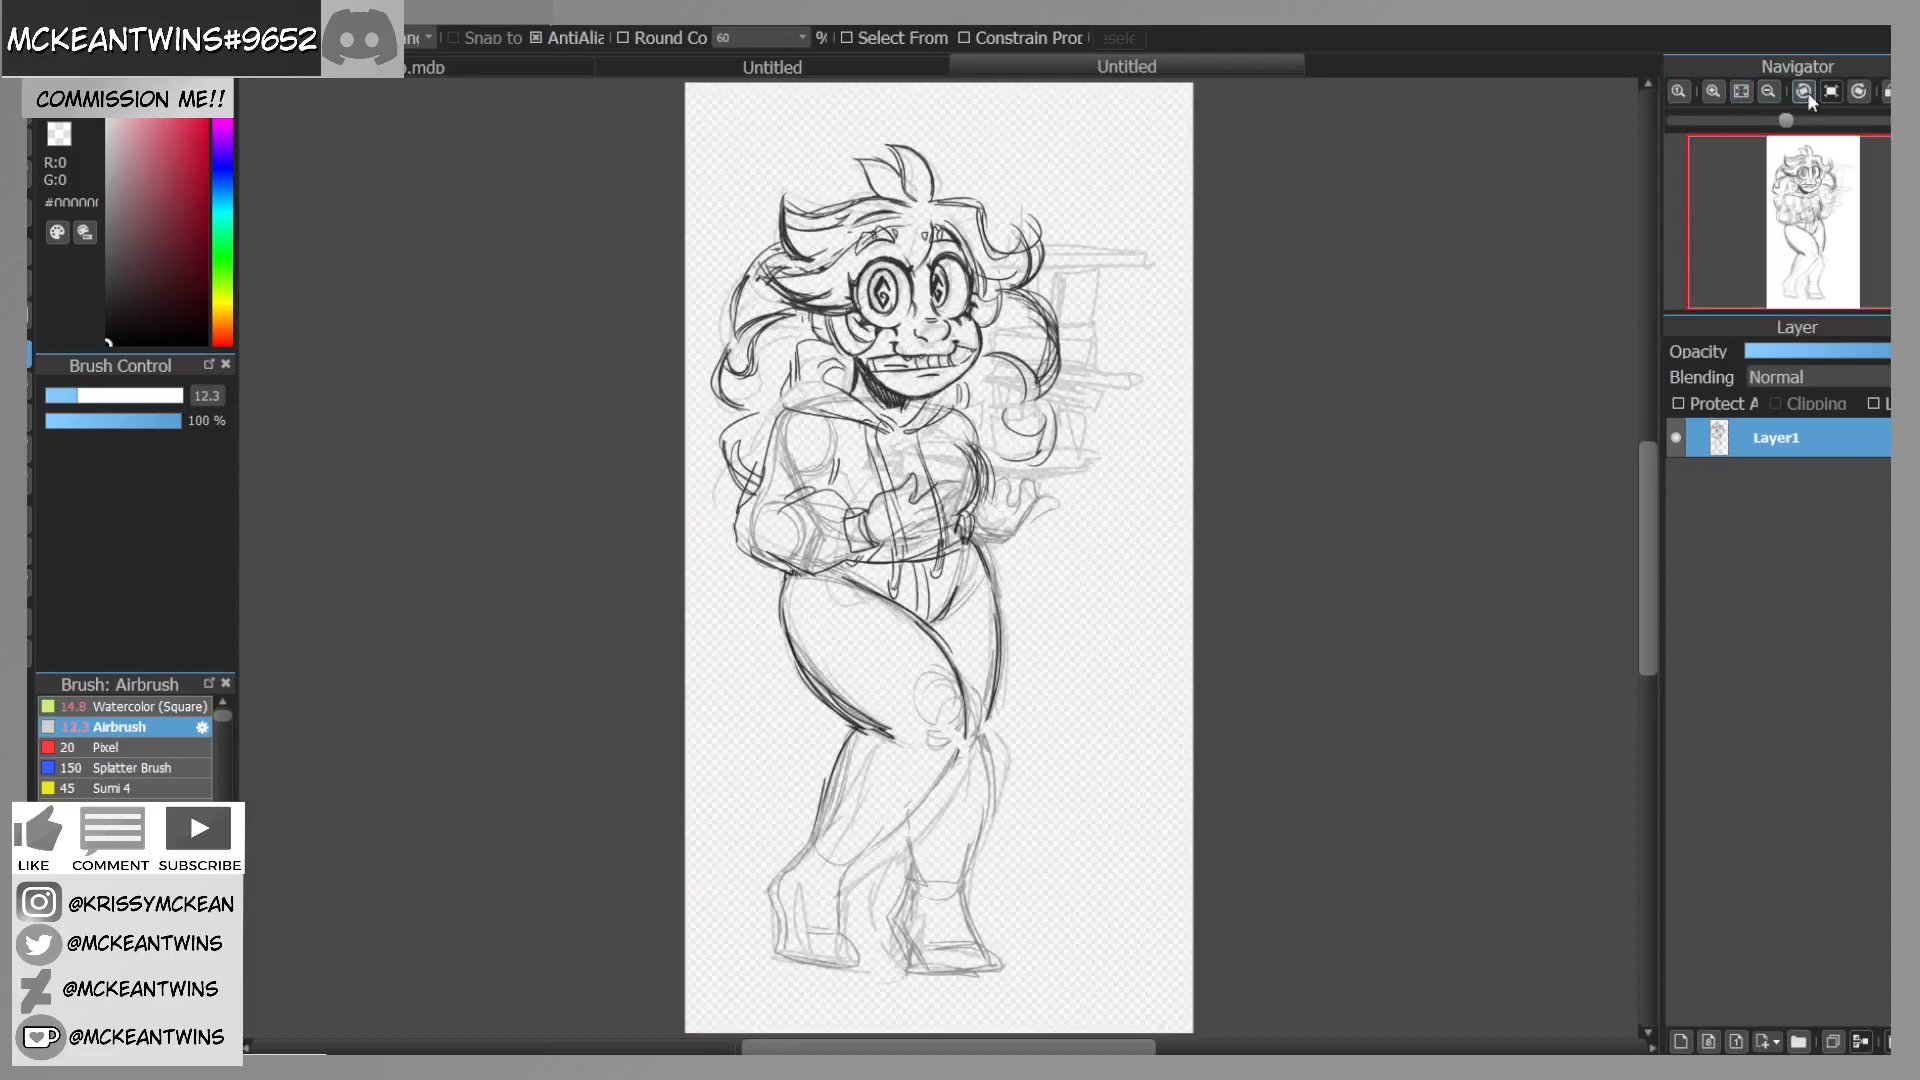 MCKEANTWINS#9652
Snap to
AntiAlia
Round Co
60
%
Select From
Constrain Pror
.mdp
Untitled
Untitled
COMMISSION ME!!
R:0
G:0
#000000
Brush Control
12.3
100 %
Brush: Airbrush
14.8 Watercolor (Square)
12.3 Airbrush
20 Pixel
150 Splatter Brush
45 Sumi 4
LIKE COMMENT SUBSCRIBE
@KRISSYMCKEAN
@MCKEANTWINS
@MCKEANTWINS
@MCKEANTWINS
Navigator
Layer
Opacity
Blending Normal
Protect A Clipping L
Layer1